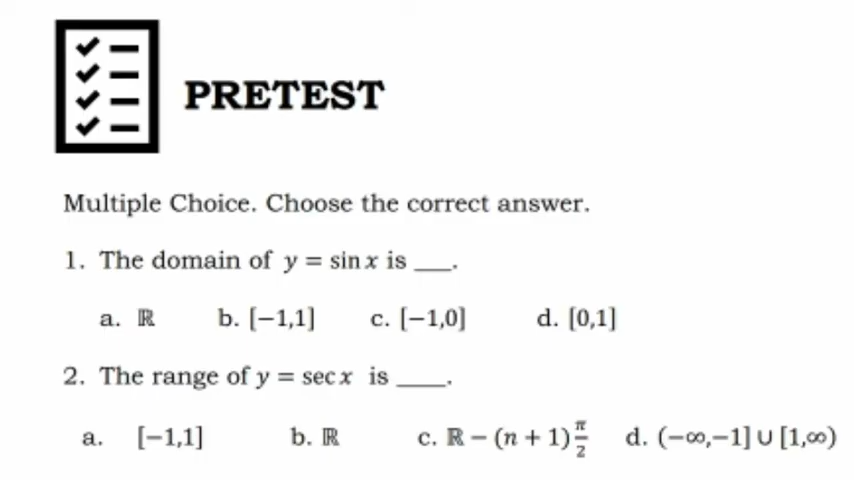 PRETEST
Multiple Choice. Choose the correct answer.
1. The domain of y = sin x is ___.
a. ℝ b. [−1,1] c. [−1,0] d. [0,1]
2. The range of y = sec x is ____.
a. [−1,1] b. ℝ c. ℝ − (n + 1)π/2 d. (−∞,−1] ∪ [1,∞)